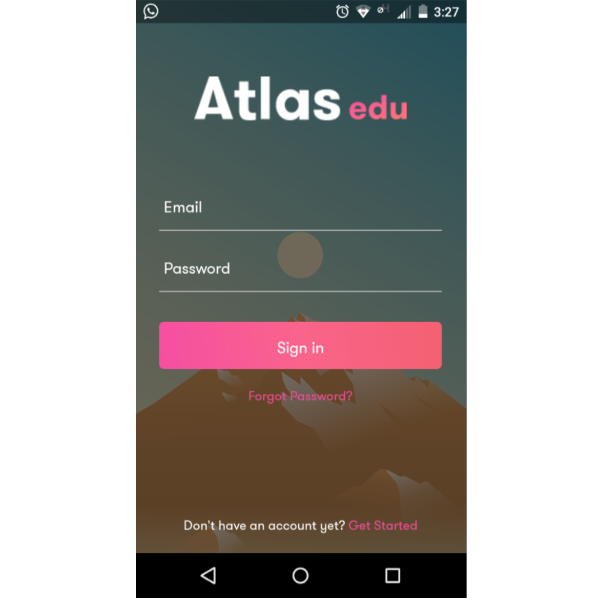 3:27
Atlas edu
Email
Password
Sign in
Forgot Password?
Don't have an account yet? Get Started